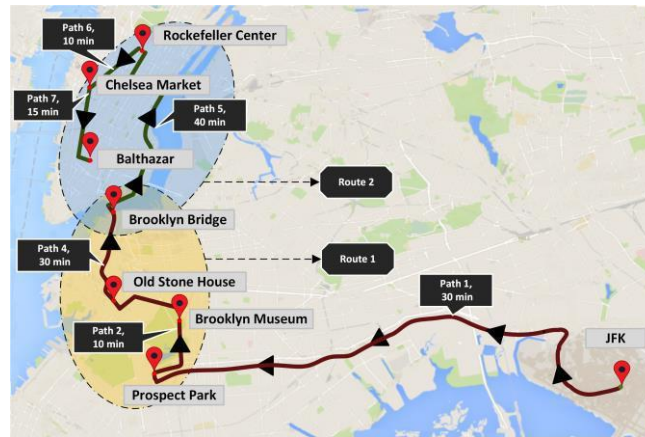 Path 6,
10 min
Rockefeller Center
Chelsea Market
Path 7,
15 min
Path 5,
40 min
Balthazar
Route 2
Brooklyn Bridge
Path 4,
30 min
Route 1
Old Stone House
Path 1,
30 min
Brooklyn Museum
Path 2,
10 min
JFK
Prospect Park